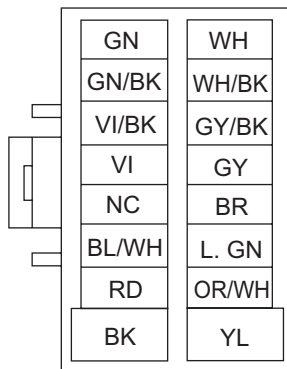 GN WH
GN/BK WH/BK
VI/BK GY/BK
VI GY
NC BR
BL/WH L. GN
RD OR/WH
BK YL